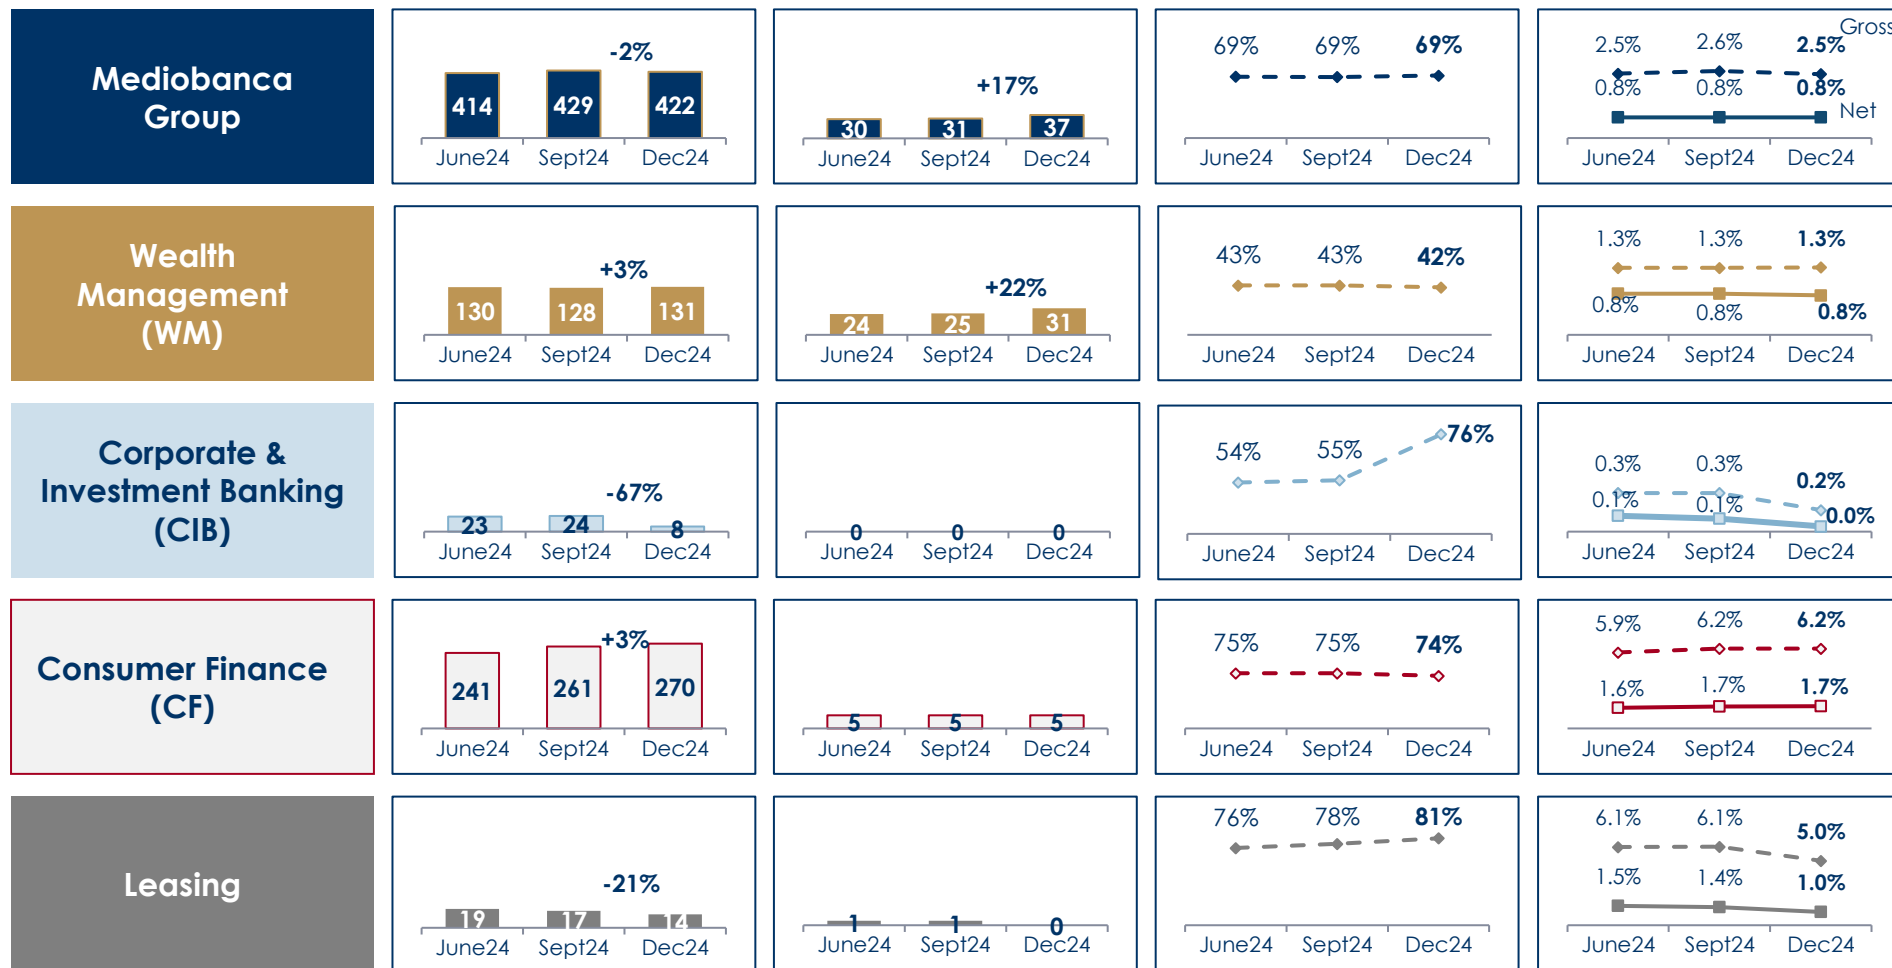 Mediobanca
Group
-2%
414 429 422
June24 Sept24 Dec24
+17%
30 31 37
June24 Sept24 Dec24
69% 69% 69%
June24 Sept24 Dec24
Gross
2.5% 2.6% 2.5%
0.8% 0.8% 0.8%
Net
June24 Sept24 Dec24
Wealth
Management
(WM)
+3%
130 128 131
June24 Sept24 Dec24
+22%
24 25 31
June24 Sept24 Dec24
43% 43% 42%
June24 Sept24 Dec24
1.3% 1.3% 1.3%
0.8% 0.8% 0.8%
June24 Sept24 Dec24
Corporate &
Investment Banking
(CIB)
-67%
23 24 8
June24 Sept24 Dec24
0 0 0
June24 Sept24 Dec24
54% 55% 76%
June24 Sept24 Dec24
0.3% 0.3% 0.2%
0.1% 0.1% 0.0%
June24 Sept24 Dec24
Consumer Finance
(CF)
+3%
241 261 270
June24 Sept24 Dec24
5 5 5
June24 Sept24 Dec24
75% 75% 74%
June24 Sept24 Dec24
5.9% 6.2% 6.2%
1.6% 1.7% 1.7%
June24 Sept24 Dec24
Leasing
-21%
19 17 14
June24 Sept24 Dec24
1 1 0
June24 Sept24 Dec24
76% 78% 81%
June24 Sept24 Dec24
6.1% 6.1% 5.0%
1.5% 1.4% 1.0%
June24 Sept24 Dec24